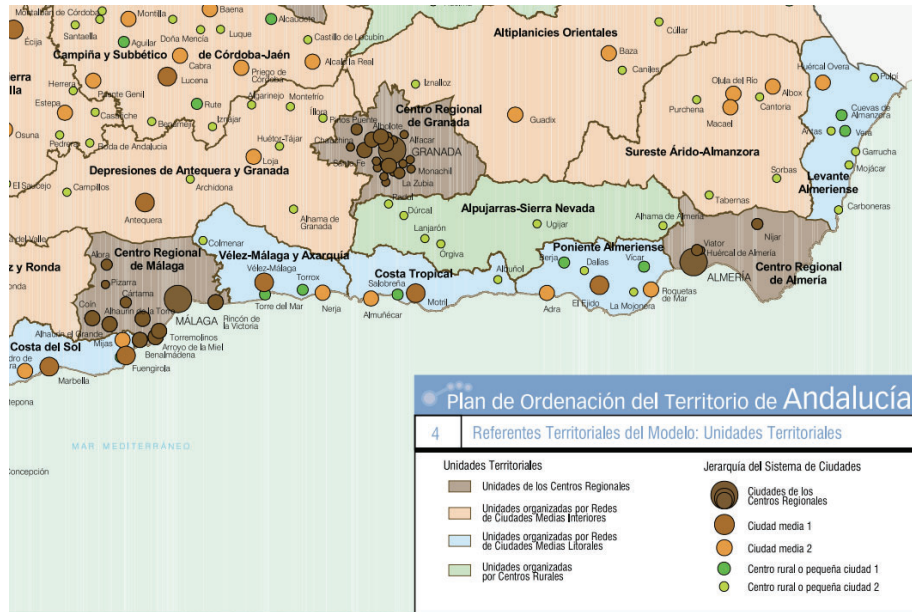 Montalbán de Córdoba
Montilla
Baena
Alcaudete
Écija
Santaella
Aguilar
Doña Mencía
Luque
Castillo de Locubín
Campiña y Subbético de Córdoba-Jaén
Cabra
Lucena
Priego de
Córdoba
Alcalá la Real
Herrera
Puente Genil
Estepa
Casariche
Rute
Algarinejo
Montefrío
Benamejí
Iznájar
Íllora
Osuna
Pedrera
Roda de Andalucía
Huétor-Tájar
Loja
Depresiones de Antequera y Granada
El Saucejo
Campillos
Archidona
Antequera
Alhama de
Granada
Iznalloz
Centro Regional
de Granada
Pinos Puente
Albolote
Chauchina
Alfacar
GRANADA
Santa Fe
Monachil
La Zubia
Padul
Dúrcal
Altiplanicies Orientales
Cúllar
Baza
Caniles
Guadix
Purchena
Olula del Río
Macael
Albox
Cantoria
Sureste Árido-Almanzora
Sorbas
Tabernas
Huércal Overa
Pulpí
Cuevas de
Almanzora
Antas
Vera
Garrucha
Mojácar
Levante
Almeriense
Carboneras
Alpujarras-Sierra Nevada
Lanjarón
Órgiva
Ugijar
Alhama de Almería
Níjar
Viator
Huércal de Almería
ALMERÍA
Centro Regional
de Almería
Poniente Almeriense
Berja
Dallas
Vícar
Adra
El Ejido
La Mojonera
Roquetas
de Mar
Costa Tropical
Salobreña
Albuñol
Almuñécar
Motril
Vélez-Málaga y Axarquía
Colmenar
Vélez-Málaga
Torrox
Torre del Mar
Nerja
Centro Regional
de Málaga
Álora
Pizarra
Cártama
Coín
Alhaurín de la Torre
MÁLAGA
Rincón de
la Victoria
Alhaurín el Grande
Mijas
Torremolinos
Arroyo de la Miel
Benalmádena
Fuengirola
Costa del Sol
Marbella
z y Ronda
MAR MEDITERRÁNEO
Concepción
Plan de Ordenación del Territorio de Andalucía
4 Referentes Territoriales del Modelo: Unidades Territoriales
Unidades Territoriales
Unidades de los Centros Regionales
Unidades organizadas por Redes
de Ciudades Medias Interiores
Unidades organizadas por Redes
de Ciudades Medias Litorales
Unidades organizadas
por Centros Rurales
Jerarquía del Sistema de Ciudades
Ciudades de los
Centros Regionales
Ciudad media 1
Ciudad media 2
Centro rural o pequeña ciudad 1
Centro rural o pequeña ciudad 2